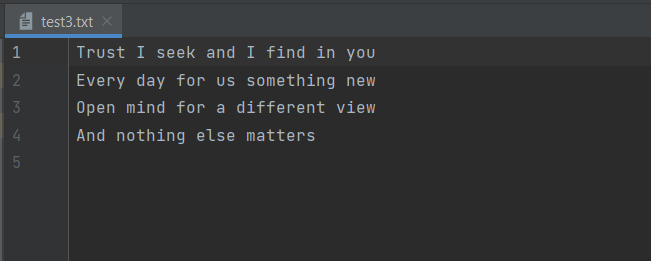 test3.txt
1 Trust I seek and I find in you
2 Every day for us something new
3 Open mind for a different view
4 And nothing else matters
5